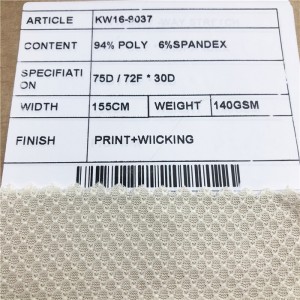 ARTICLE KW16-9037
CONTENT 94% POLY 6%SPANDEX
SPECIFIATI
ON 75D / 72F * 30D
WIDTH 155CM WEIGHT 140GSM
FINISH PRINT+WIICKING